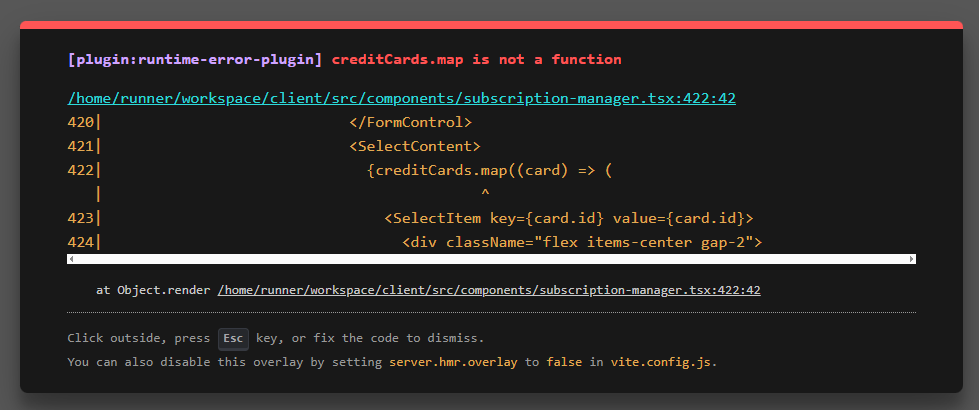 [plugin:runtime-error-plugin] creditCards.map is not a function
/home/runner/workspace/client/src/components/subscription-manager.tsx:422:42
420|                            </FormControl>
421|                            <SelectContent>
422|                              {creditCards.map((card) => (
   |                                           ^
423|                                <SelectItem key={card.id} value={card.id}>
424|                                  <div className="flex items-center gap-2">
at Object.render /home/runner/workspace/client/src/components/subscription-manager.tsx:422:42
Click outside, press Esc key, or fix the code to dismiss.
You can also disable this overlay by setting server.hmr.overlay to false in vite.config.js.